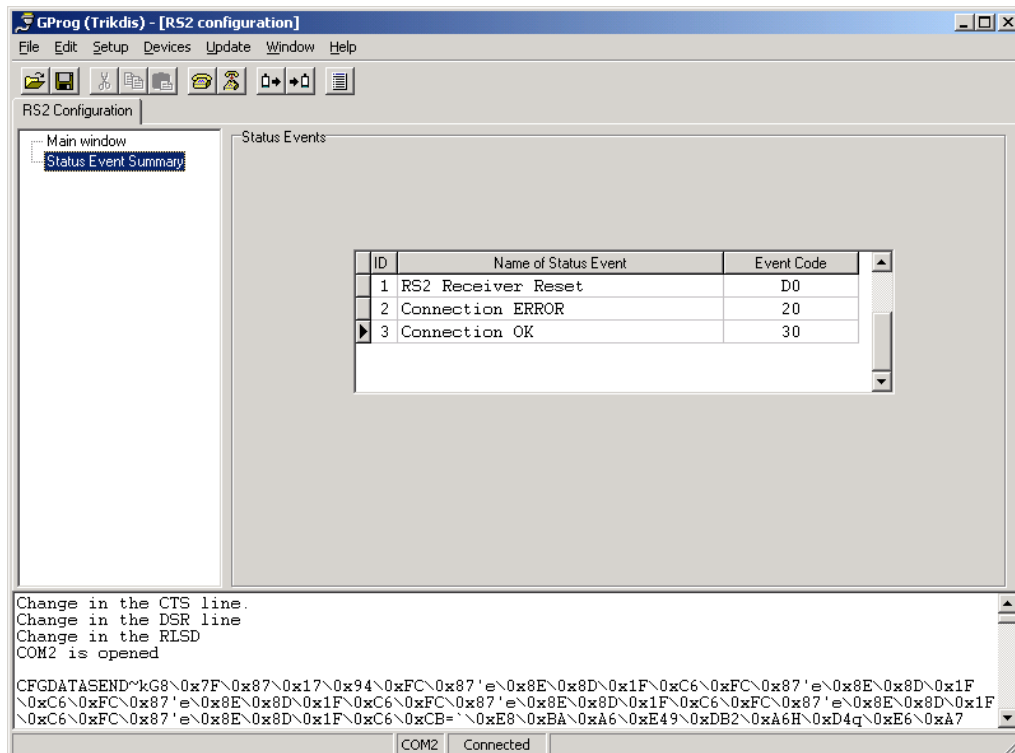 GProg (Trikdis) - [RS2 configuration]
File Edit Setup Devices Update Window Help
RS2 Configuration
Main window
Status Event Summary
Status Events
ID Name of Status Event Event Code
1 RS2 Receiver Reset D0
2 Connection ERROR 20
3 Connection OK 30
Change in the CTS line.
Change in the DSR line
Change in the RLSD
COM2 is opened
CFGDATASEND~kG8\0x7F\0x87\0x17\0x94\0xFC\0x87'e\0x8E\0x8D\0x1F\0xC6\0xFC\0x87'e\0x8E\0x8D\0x1F
\0xC6\0xFC\0x87'e\0x8E\0x8D\0x1F\0xC6\0xFC\0x87'e\0x8E\0x8D\0x1F\0xC6\0xFC\0x87'e\0x8E\0x8D\0x1F
\0xC6\0xFC\0x87'e\0x8E\0x8D\0x1F\0xC6\0xCB=`\0xE8\0xBA\0xA6\0xE49\0xDB2\0xA6H\0xD4q\0xE6\0xA7
COM2 Connected